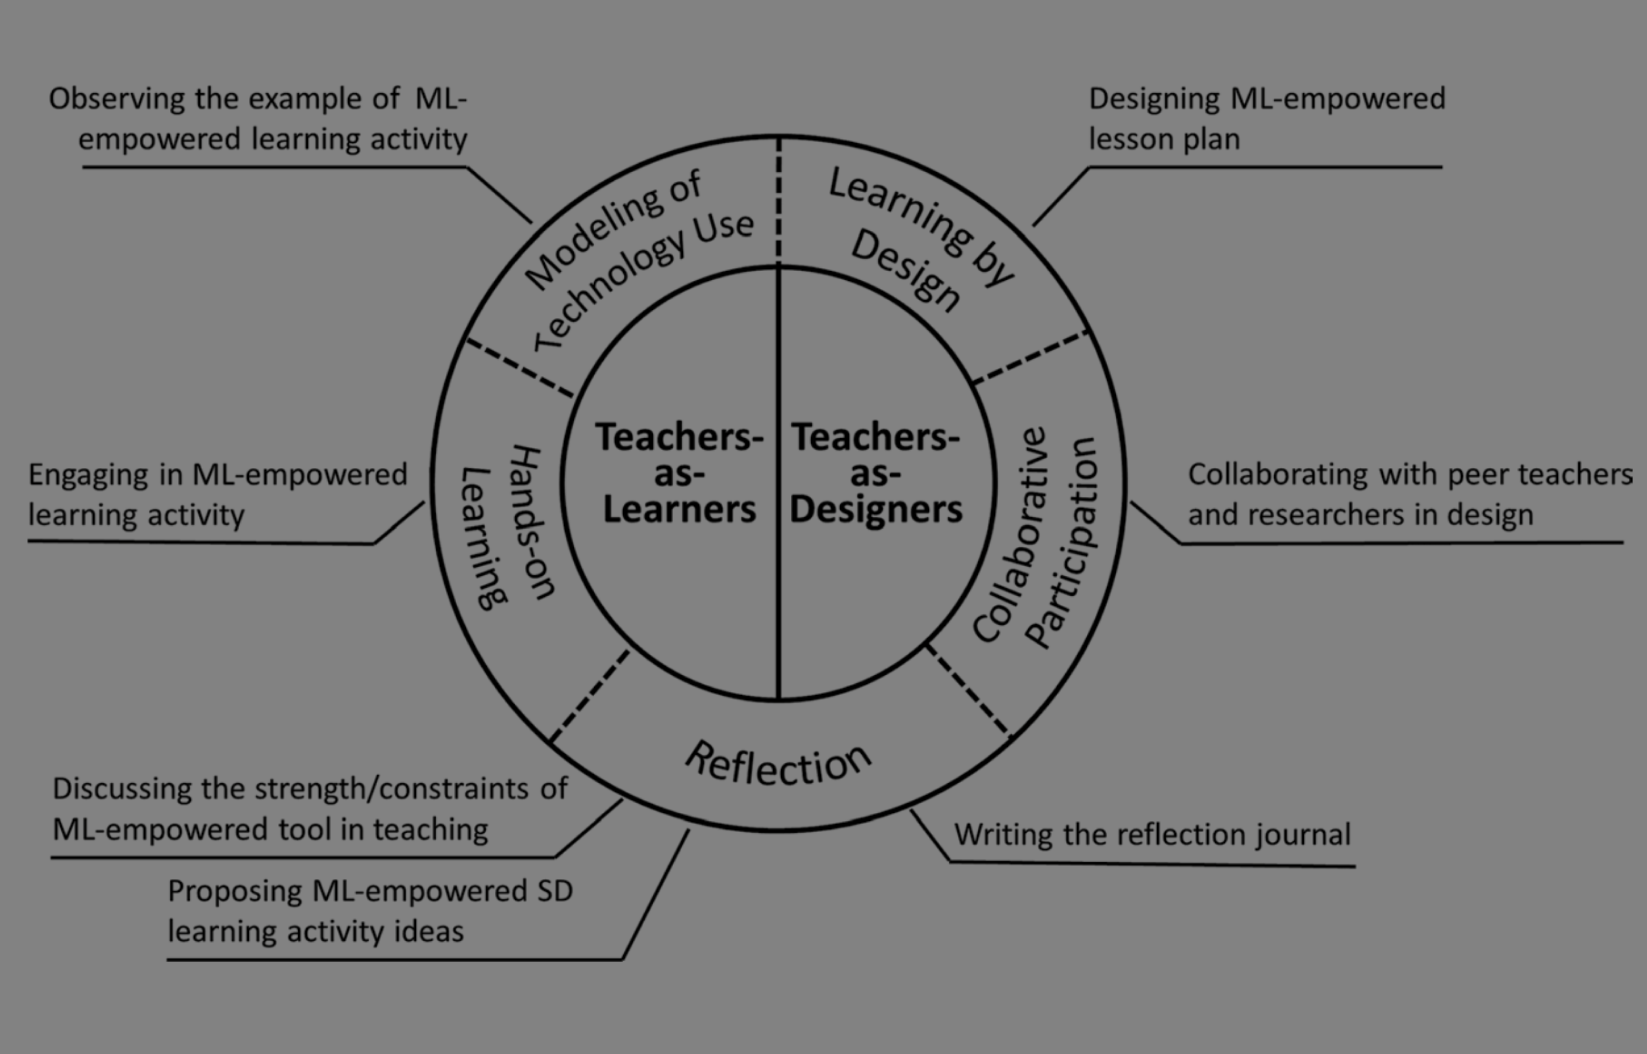 Observing the example of ML-
empowered learning activity
Designing ML-empowered
lesson plan
Modeling of
Technology Use
Learning by
Design
Teachers-
as-
Learners
Teachers-
as-
Designers
Hands-on
Learning
Collaborative
Participation
Engaging in ML-empowered
learning activity
Collaborating with peer teachers
and researchers in design
Reflection
Discussing the strength/constraints of
ML-empowered tool in teaching
Writing the reflection journal
Proposing ML-empowered SD
learning activity ideas